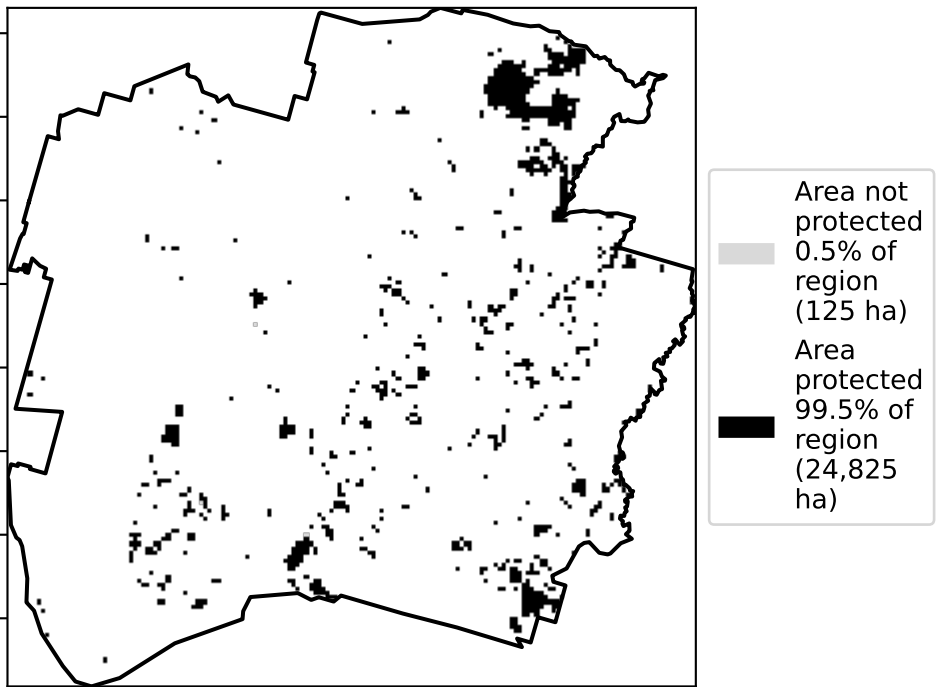 Area not
protected
0.5% of
region
(125 ha)
Area
protected
99.5% of
region
(24,825
ha)